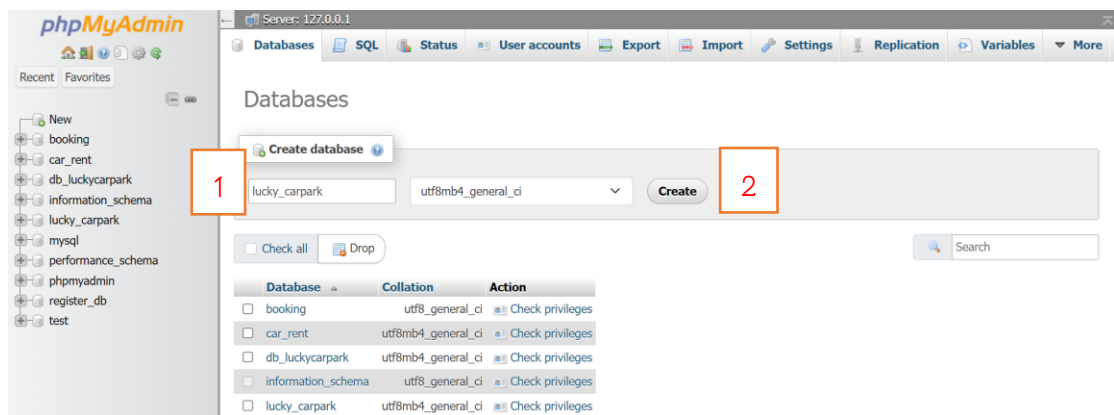 phpMyAdmin
Recent Favorites
New
booking
car_rent
db_luckycarpark
information_schema
lucky_carpark
mysql
performance_schema
phpmyadmin
register_db
test
Server: 127.0.0.1
Databases SQL Status User accounts Export Import Settings Replication Variables More
Databases
Create database
1 lucky_carpark utf8mb4_general_ci Create 2
Check all Drop Search
Database Collation Action
booking utf8_general_ci Check privileges
car_rent utf8mb4_general_ci Check privileges
db_luckycarpark utf8mb4_general_ci Check privileges
information_schema utf8_general_ci Check privileges
lucky_carpark utf8mb4_general_ci Check privileges